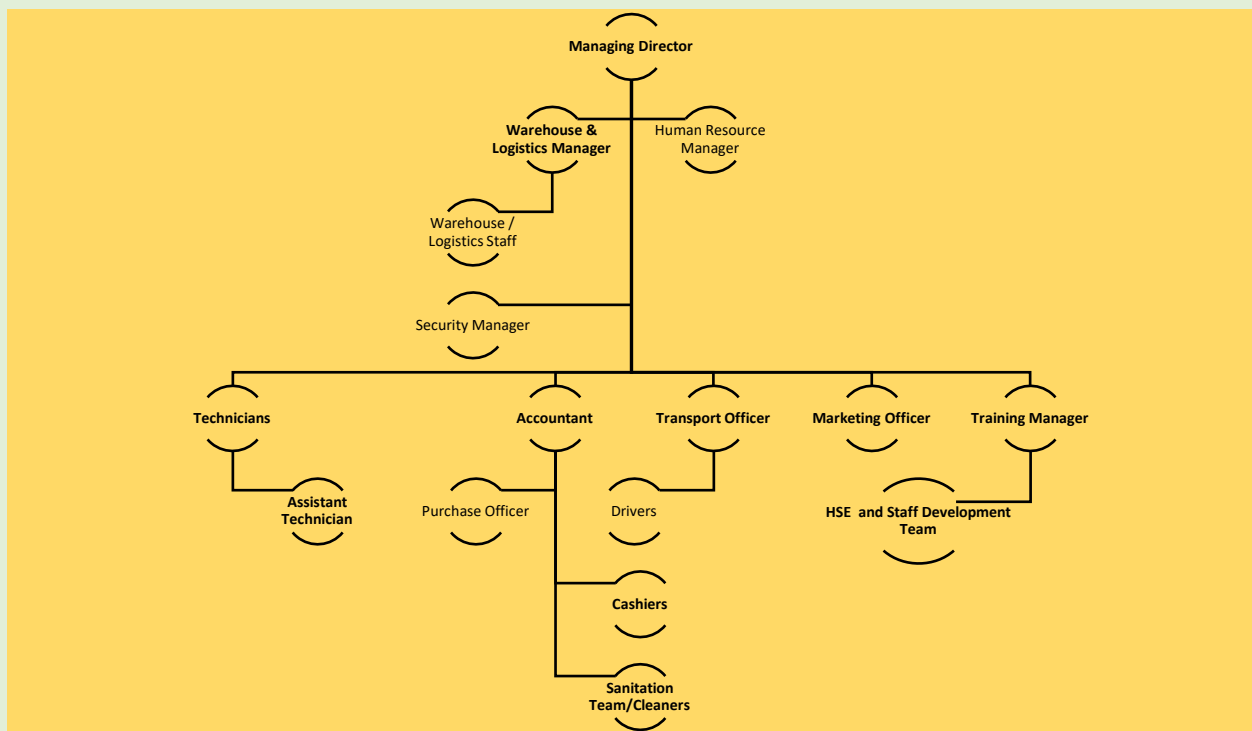 Managing Director
Warehouse &
Logistics Manager
Human Resource
Manager
Warehouse /
Logistics Staff
Security Manager
Technicians
Accountant
Transport Officer
Marketing Officer
Training Manager
Assistant
Technician
Purchase Officer
Drivers
HSE and Staff Development
Team
Cashiers
Sanitation
Team/Cleaners